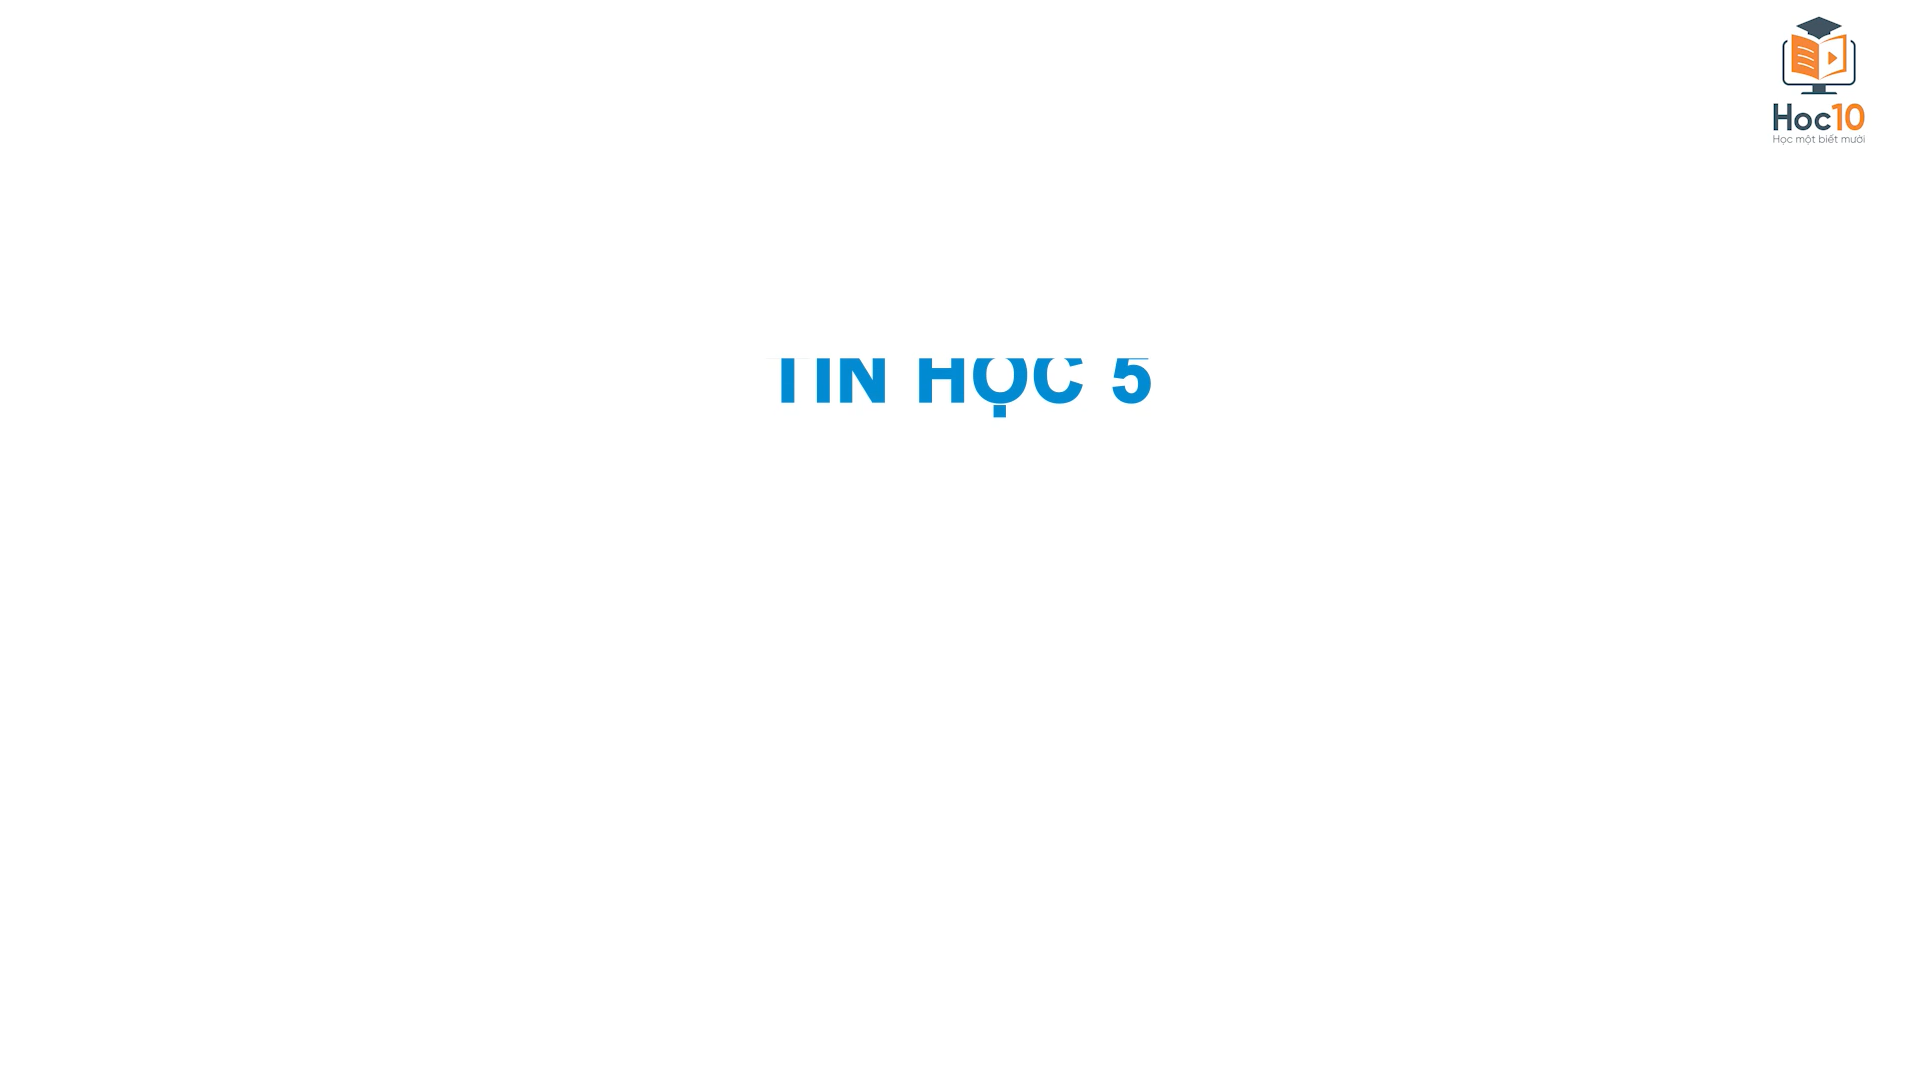 Hoc10
Học một biết mười
TIN HỌC 5